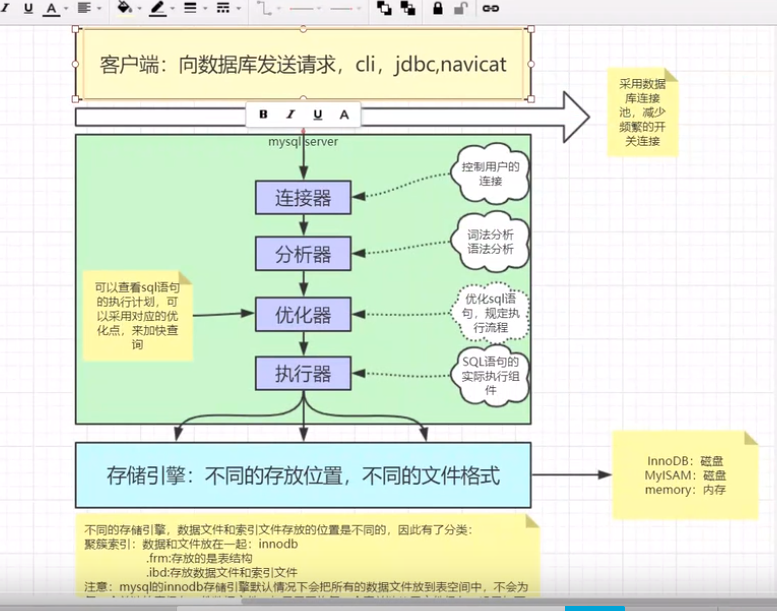 客户端：向数据库发送请求，cli，jdbc,navicat
采用数据
库连接
池，减少
频繁的开
关连接
B I U A
mysql server
连接器
控制用户的
连接
分析器
词法分析
语法分析
可以查看sql语句
的执行计划，可
以采用对应的优
化点，来加快查
询
优化器
优化sql语
句，规定执
行流程
执行器
SQL语句的
实际执行组
件
存储引擎：不同的存放位置，不同的文件格式
InnoDB：磁盘
MyISAM：磁盘
memory：内存
不同的存储引擎，数据文件和索引文件存放的位置是不同的，因此有了分类：
聚簇索引：数据和文件放在一起：innodb
.frm:存放的是表结构
.ibd:存放数据文件和索引文件
注意：mysql的innodb存储引擎默认情况下会把所有的数据文件放到表空间中，不会为